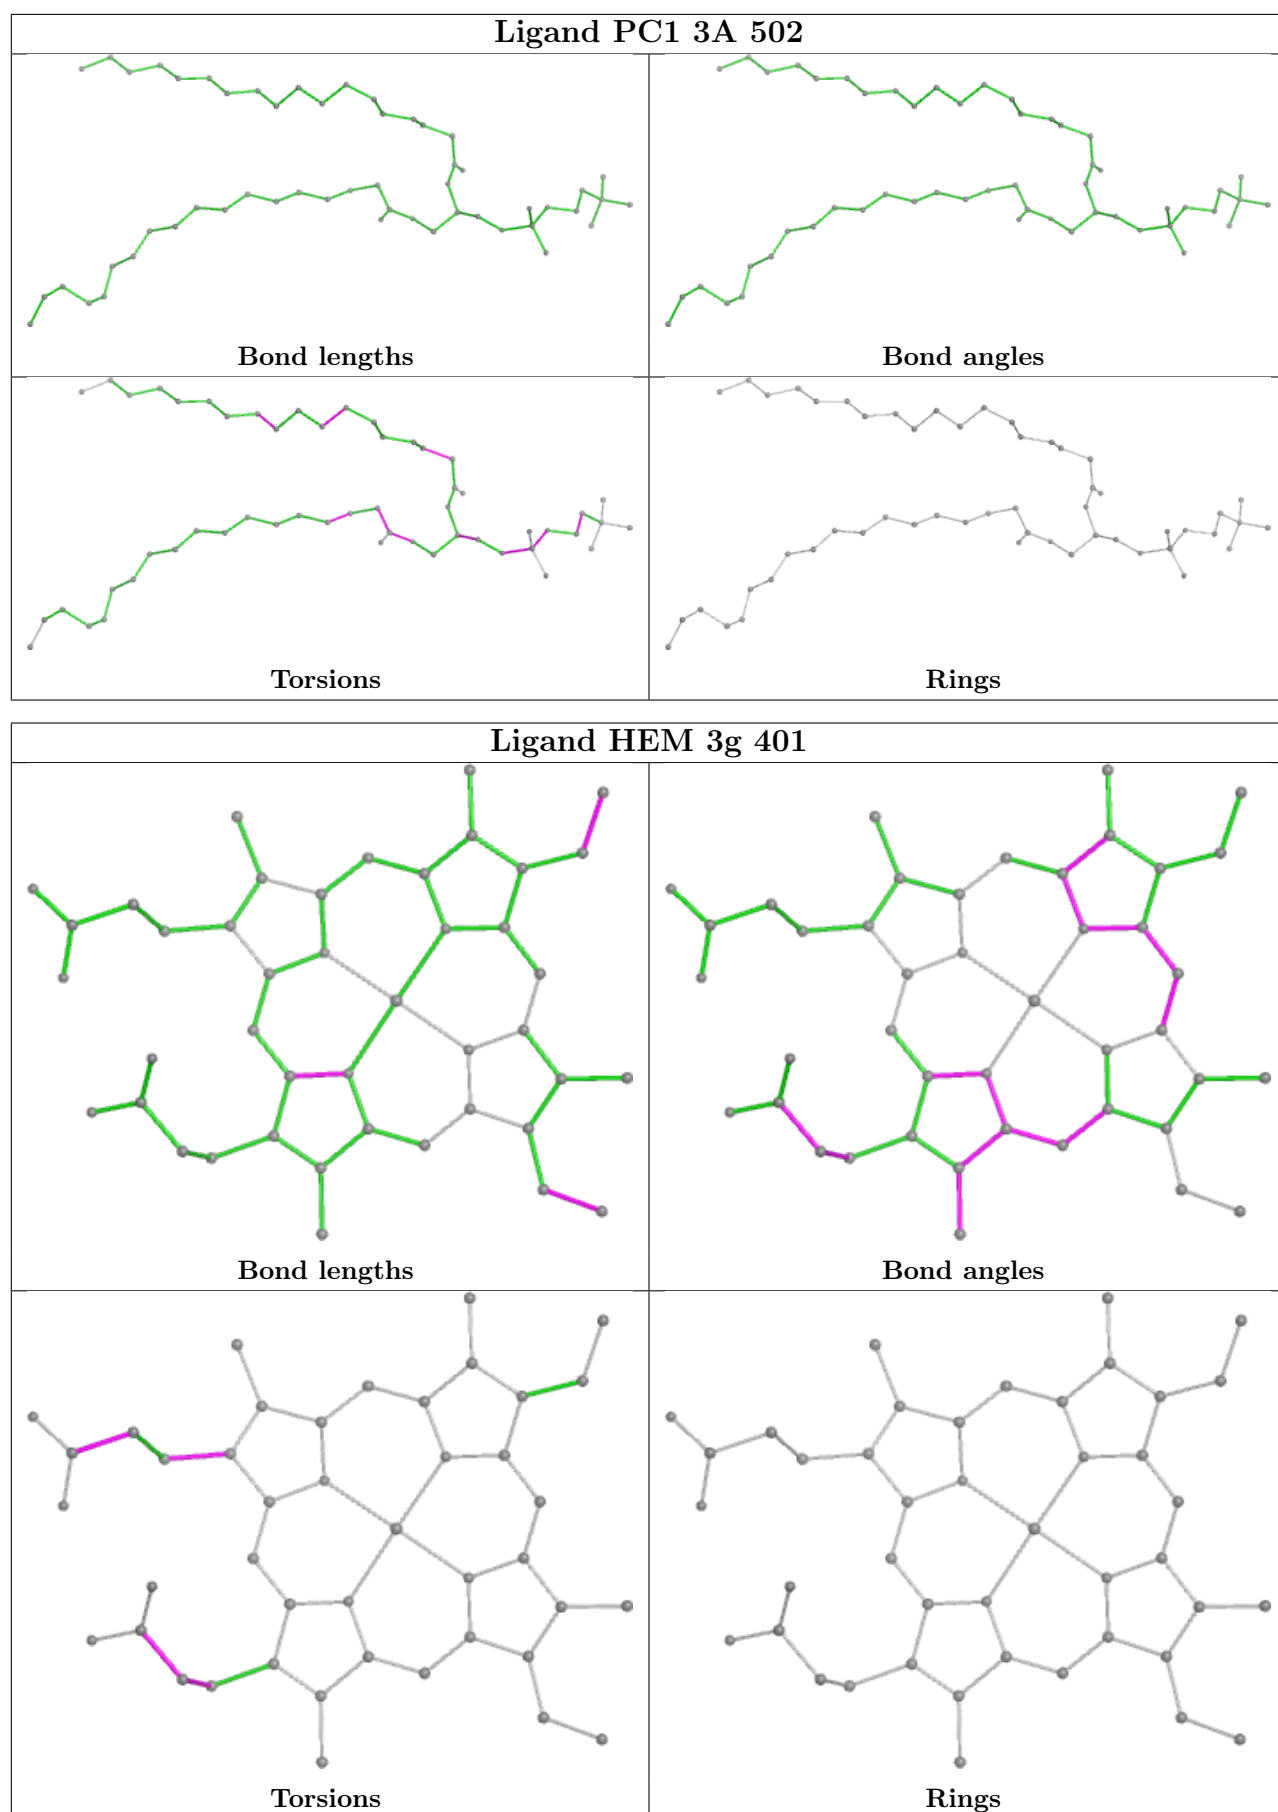 Ligand PC1 3A 502
Bond lengths
Bond angles
Torsions
Rings
Ligand HEM 3g 401
Bond lengths
Bond angles
Torsions
Rings